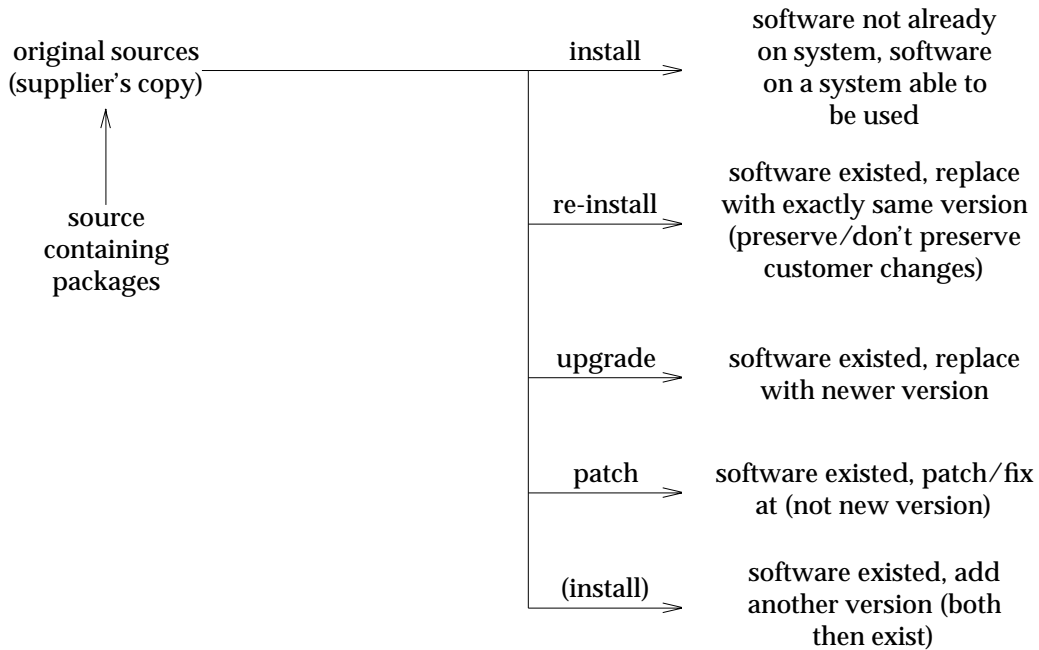 original sources
(supplier's copy)
source
containing
packages
install
software not already
on system, software
on a system able to
be used
re-install
software existed, replace
with exactly same version
(preserve/don't preserve
customer changes)
upgrade
software existed, replace
with newer version
patch
software existed, patch/fix
at (not new version)
(install)
software existed, add
another version (both
then exist)